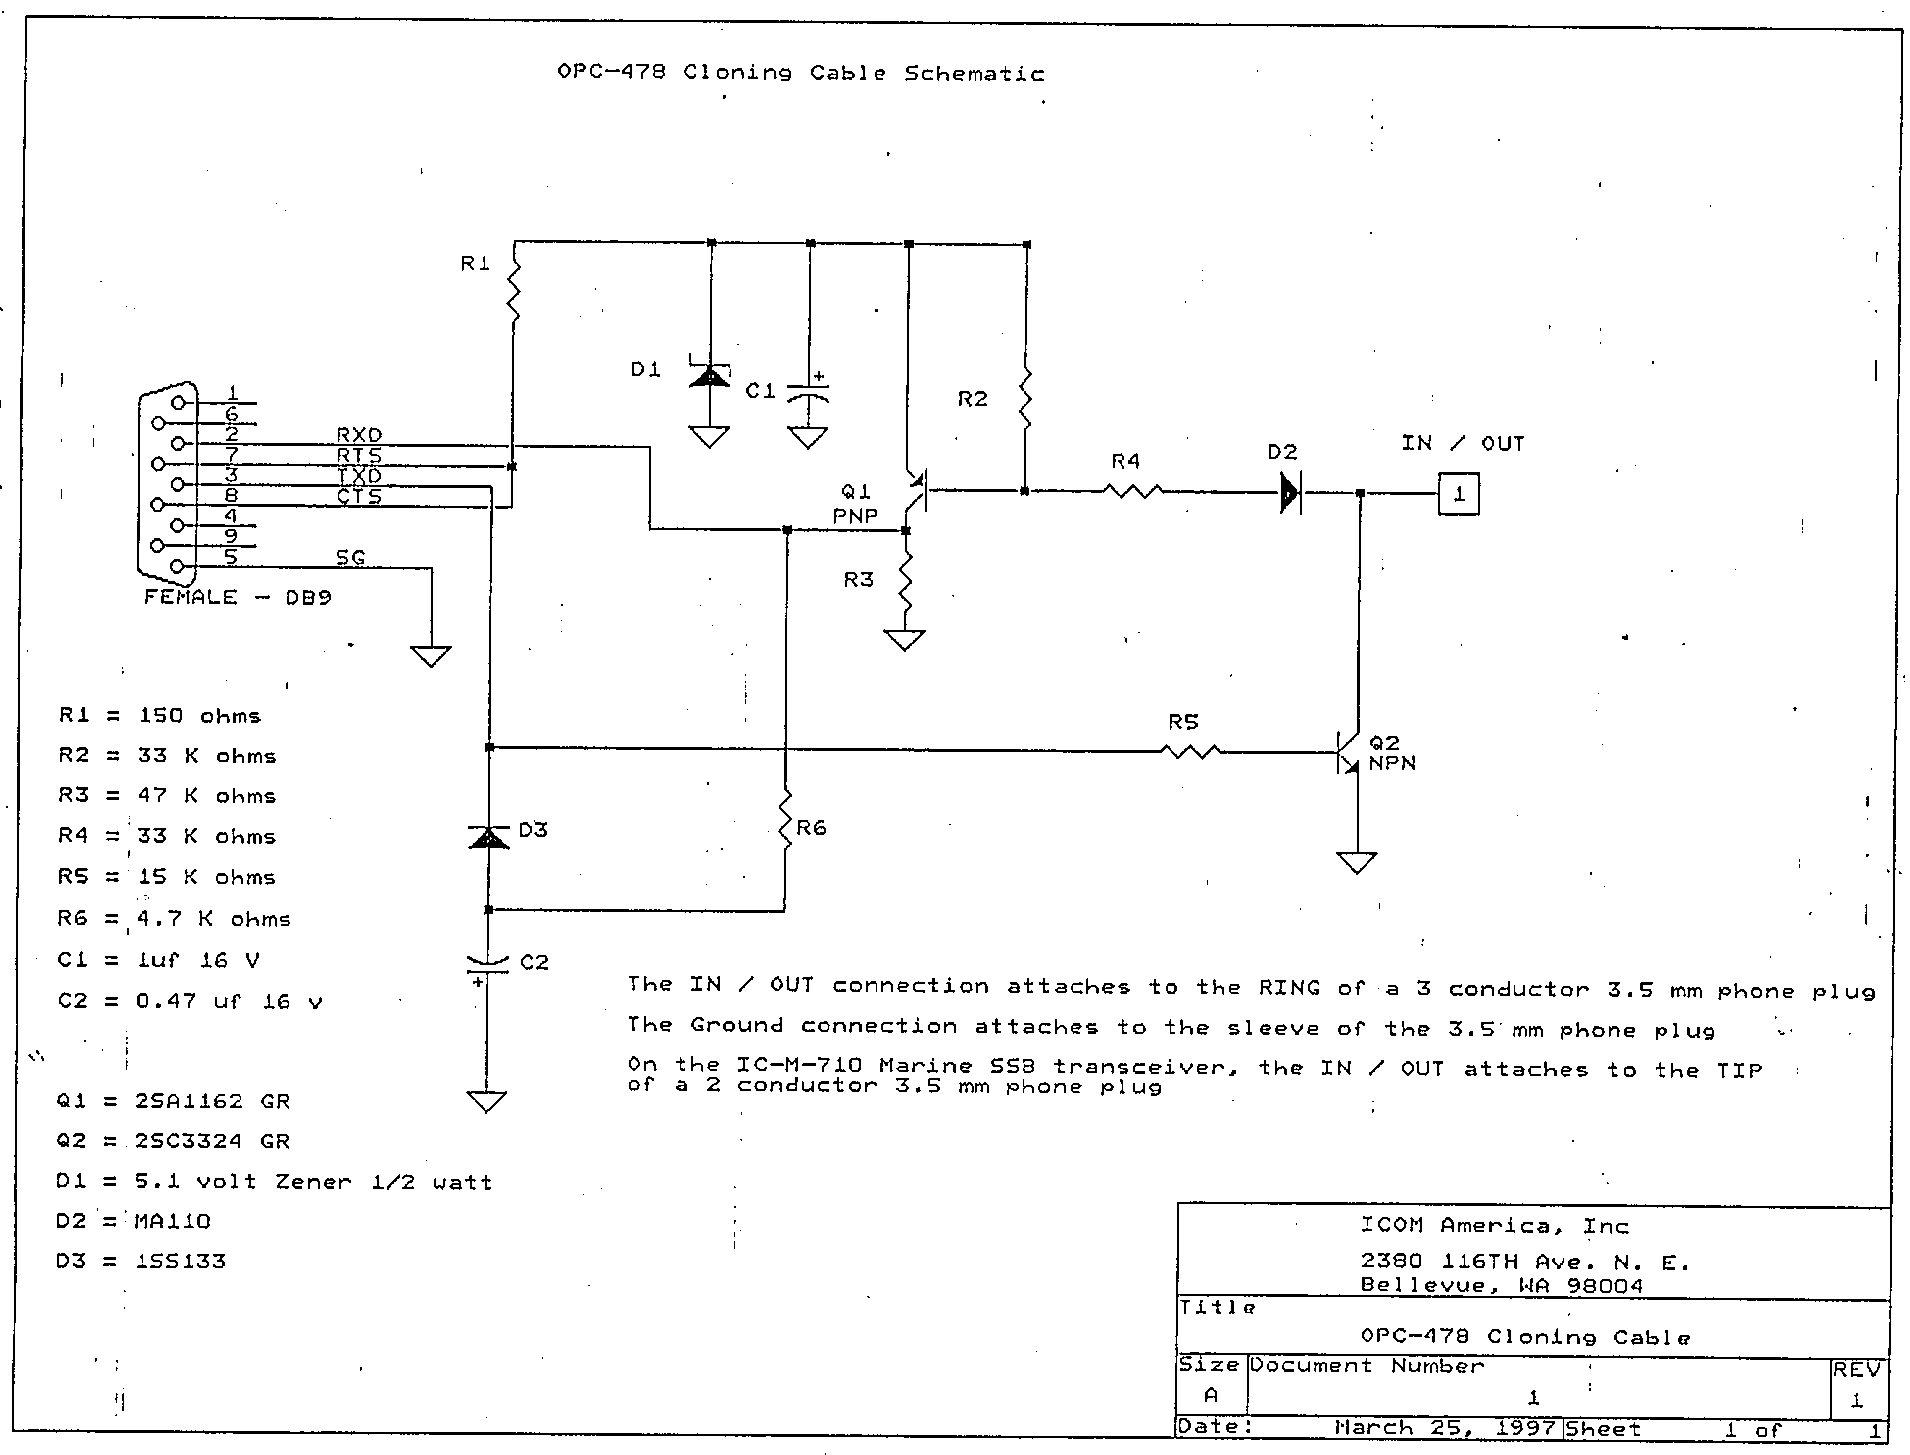 OPC-478 Cloning Cable Schematic
R1
D1
C1
+
R2
1
6
2
RXD
7
RTS
3
TXD
8
CTS
4
9
5
SG
FEMALE - DB9
Q1
PNP
R3
R4
D2
IN / OUT
1
R5
Q2
NPN
D3
R6
C2
+
R1 = 150 ohms
R2 = 33 K ohms
R3 = 47 K ohms
R4 = 33 K ohms
R5 = 15 K ohms
R6 = 4.7 K ohms
C1 = 1uf 16 V
C2 = 0.47 uf 16 v
Q1 = 2SA1162 GR
Q2 = 2SC3324 GR
D1 = 5.1 volt Zener 1/2 watt
D2 = MA110
D3 = 1SS133
The IN / OUT connection attaches to the RING of a 3 conductor 3.5 mm phone plug
The Ground connection attaches to the sleeve of the 3.5 mm phone plug
On the IC-M-710 Marine SSB transceiver, the IN / OUT attaches to the TIP
of a 2 conductor 3.5 mm phone plug
ICOM America, Inc
2380 116TH Ave. N. E.
Bellevue, WA 98004
Title
OPC-478 Cloning Cable
Size Document Number REV
A 1 1
Date: March 25, 1997 Sheet 1 of 1